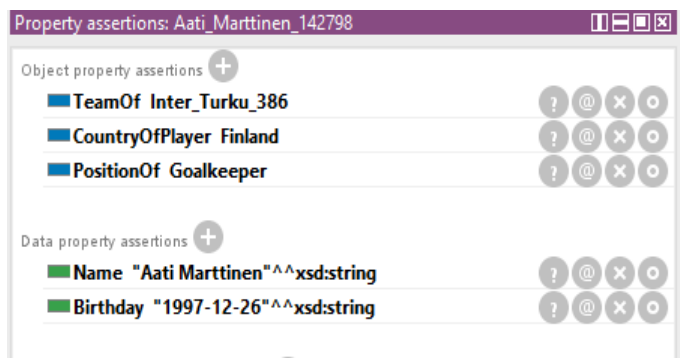 Property assertions: Aati_Marttinen_142798
Object property assertions
TeamOf Inter_Turku_386
CountryOfPlayer Finland
PositionOf Goalkeeper
Data property assertions
Name "Aati Marttinen"^^xsd:string
Birthday "1997-12-26"^^xsd:string